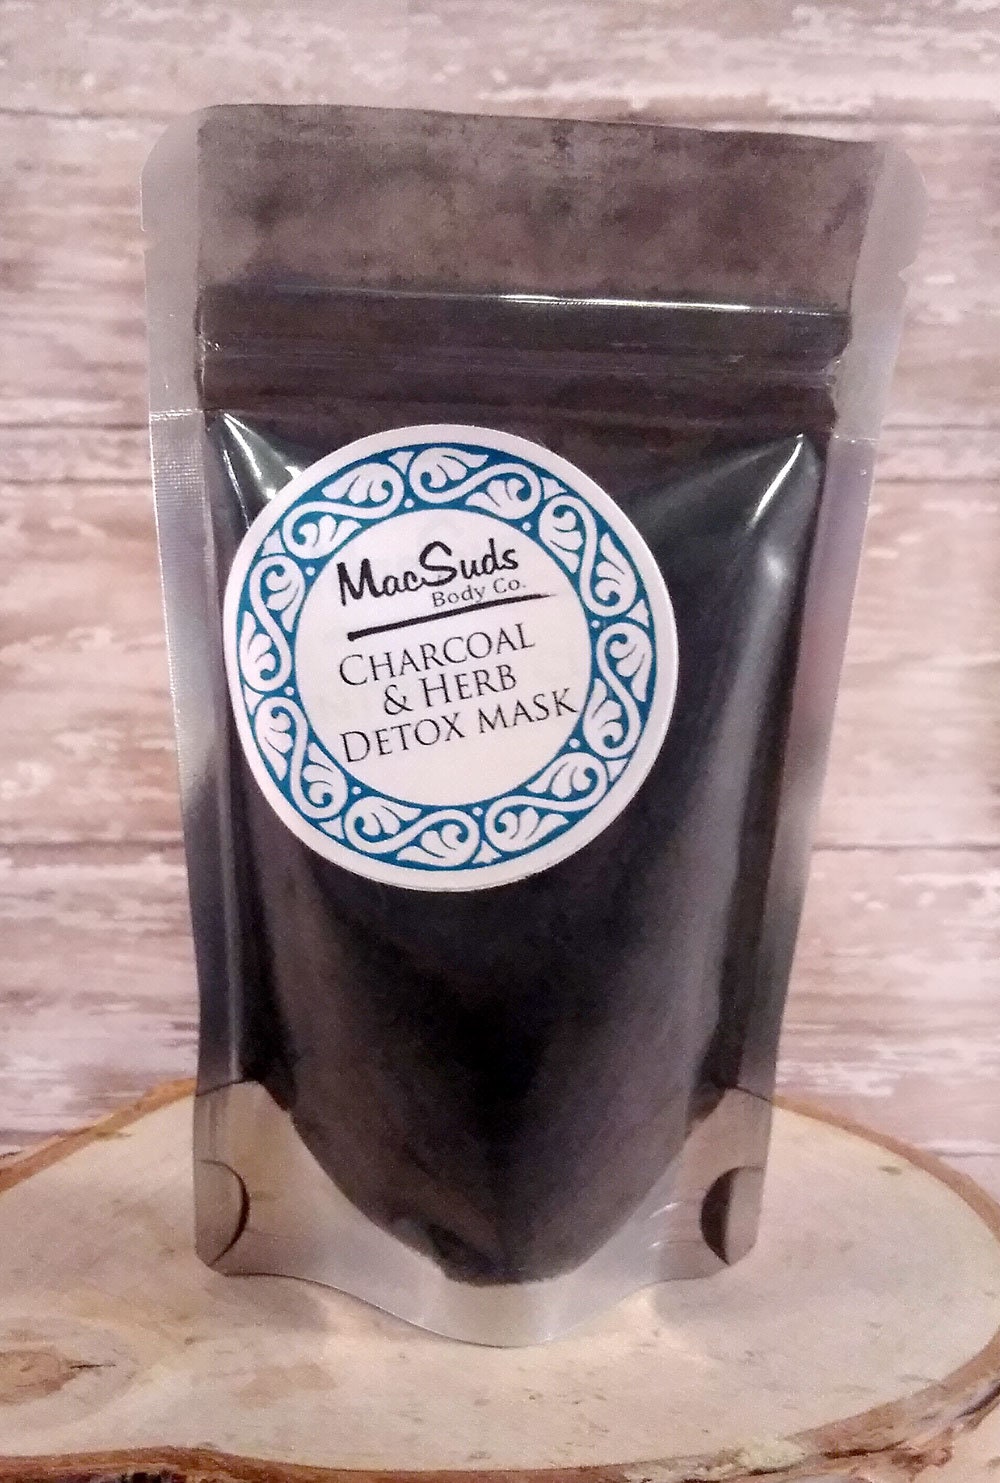 MacSuds
Body Co.
CHARCOAL
& HERB
DETOX MASK